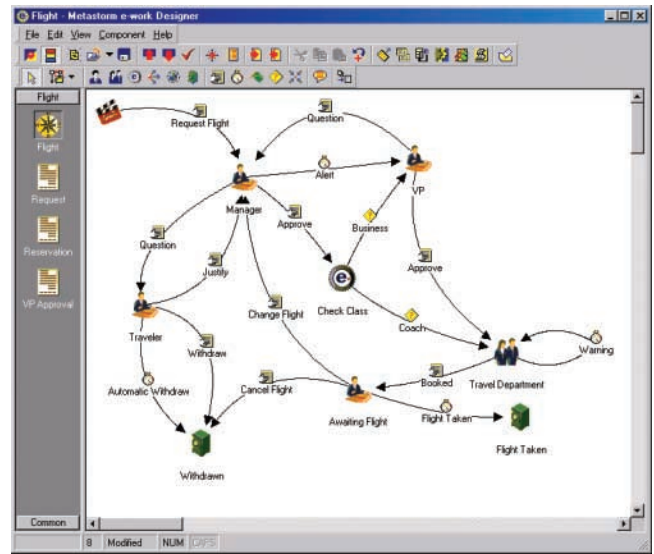 Flight - Metastorm e-work Designer
File Edit View Component Help
Flight
Flight
Request
Reservation
VP Approval
Common
Request Flight
Question
Alert
VP
Manager
Approve
Business
Question
Justify
Approve
Change Flight
Check Class
Coach
Traveler
Withdraw
Warning
Automatic Withdraw
Cancel Flight
Booked
Travel Department
Awaiting Flight
Flight Taken
Flight Taken
Withdrawn
8 Modified NUM CAPS